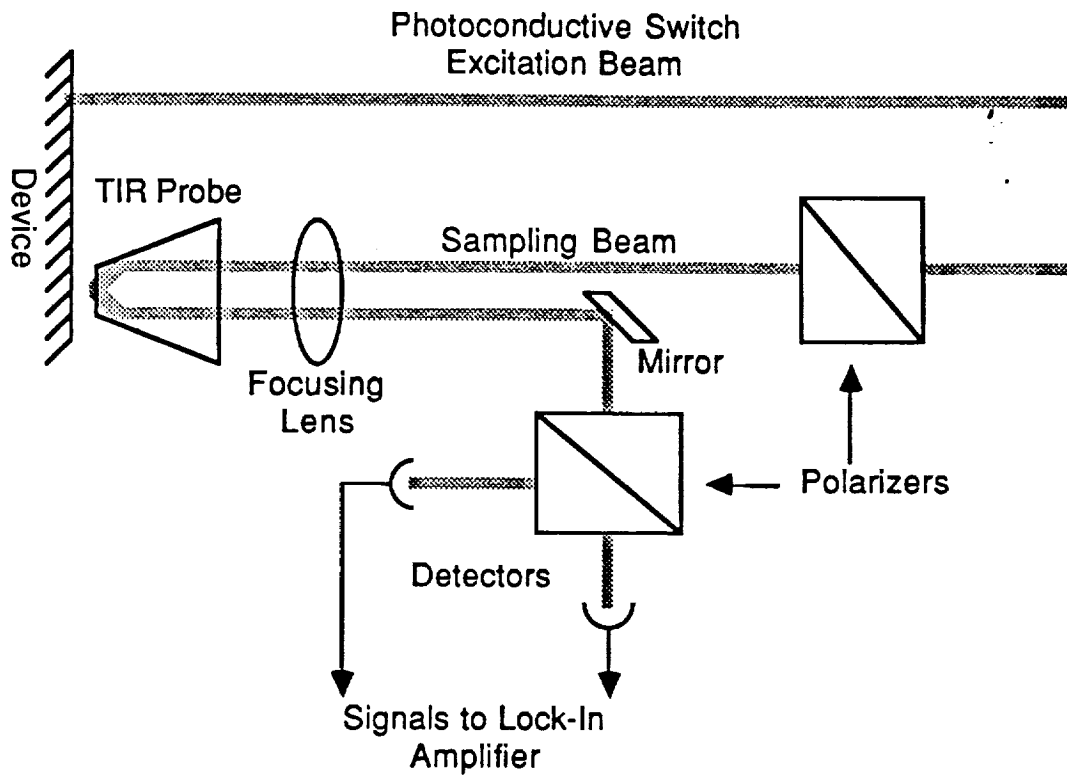 Photoconductive Switch
Excitation Beam
Device
TIR Probe
Sampling Beam
Mirror
Focusing
Lens
Polarizers
Detectors
Signals to Lock-In
Amplifier